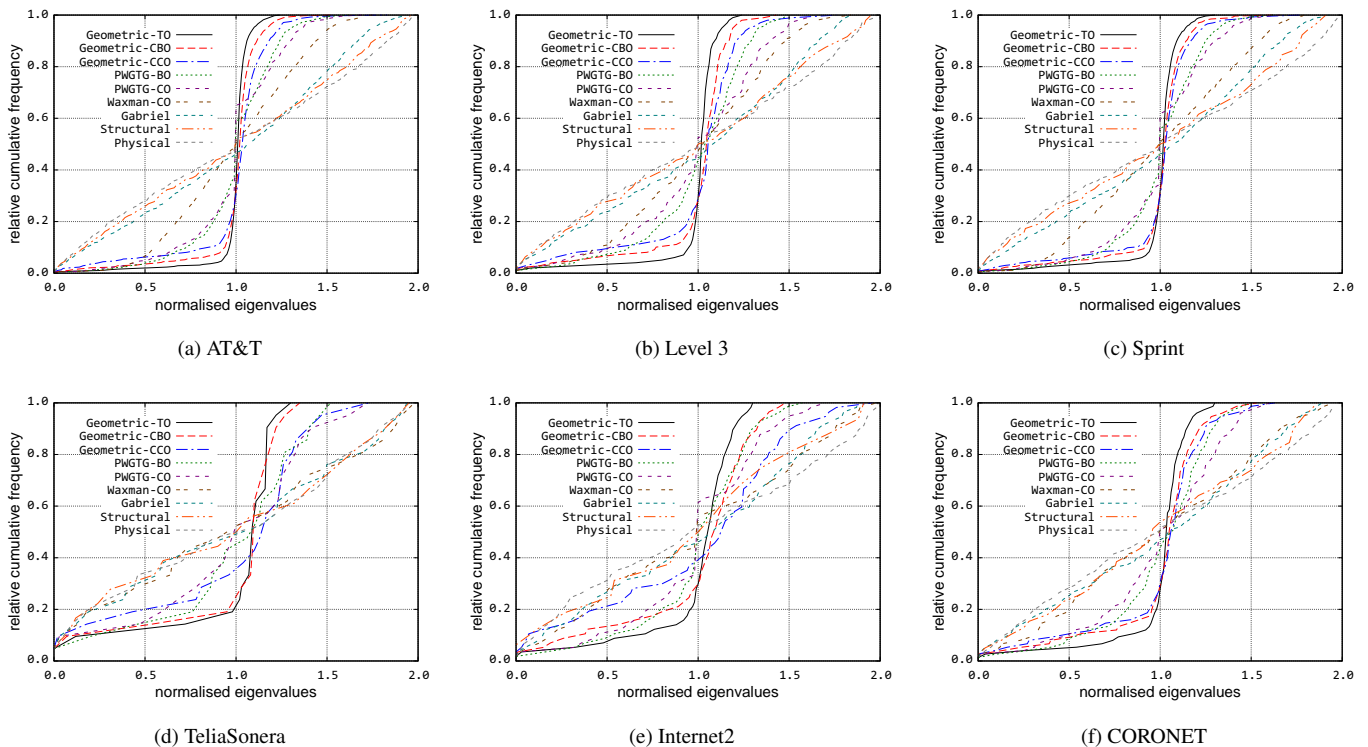 1.0
0.8
0.6
0.4
0.2
0.0
relative cumulative frequency
Geometric-TO
Geometric-CBO
Geometric-CCO
PWGTG-BO
PWGTG-CO
Waxman-CO
Gabriel
Structural
Physical
0.0 0.5 1.0 1.5 2.0
normalised eigenvalues
(a) AT&T
1.0
0.8
0.6
0.4
0.2
0.0
relative cumulative frequency
Geometric-TO
Geometric-CBO
Geometric-CCO
PWGTG-BO
PWGTG-CO
Waxman-CO
Gabriel
Structural
Physical
0.0 0.5 1.0 1.5 2.0
normalised eigenvalues
(b) Level 3
1.0
0.8
0.6
0.4
0.2
0.0
relative cumulative frequency
Geometric-TO
Geometric-CBO
Geometric-CCO
PWGTG-BO
PWGTG-CO
Waxman-CO
Gabriel
Structural
Physical
0.0 0.5 1.0 1.5 2.0
normalised eigenvalues
(c) Sprint
1.0
0.8
0.6
0.4
0.2
0.0
relative cumulative frequency
Geometric-TO
Geometric-CBO
Geometric-CCO
PWGTG-BO
PWGTG-CO
Waxman-CO
Gabriel
Structural
Physical
0.0 0.5 1.0 1.5 2.0
normalised eigenvalues
(d) TeliaSonera
1.0
0.8
0.6
0.4
0.2
0.0
relative cumulative frequency
Geometric-TO
Geometric-CBO
Geometric-CCO
PWGTG-BO
PWGTG-CO
Waxman-CO
Gabriel
Structural
Physical
0.0 0.5 1.0 1.5 2.0
normalised eigenvalues
(e) Internet2
1.0
0.8
0.6
0.4
0.2
0.0
relative cumulative frequency
Geometric-TO
Geometric-CBO
Geometric-CCO
PWGTG-BO
PWGTG-CO
Waxman-CO
Gabriel
Structural
Physical
0.0 0.5 1.0 1.5 2.0
normalised eigenvalues
(f) CORONET